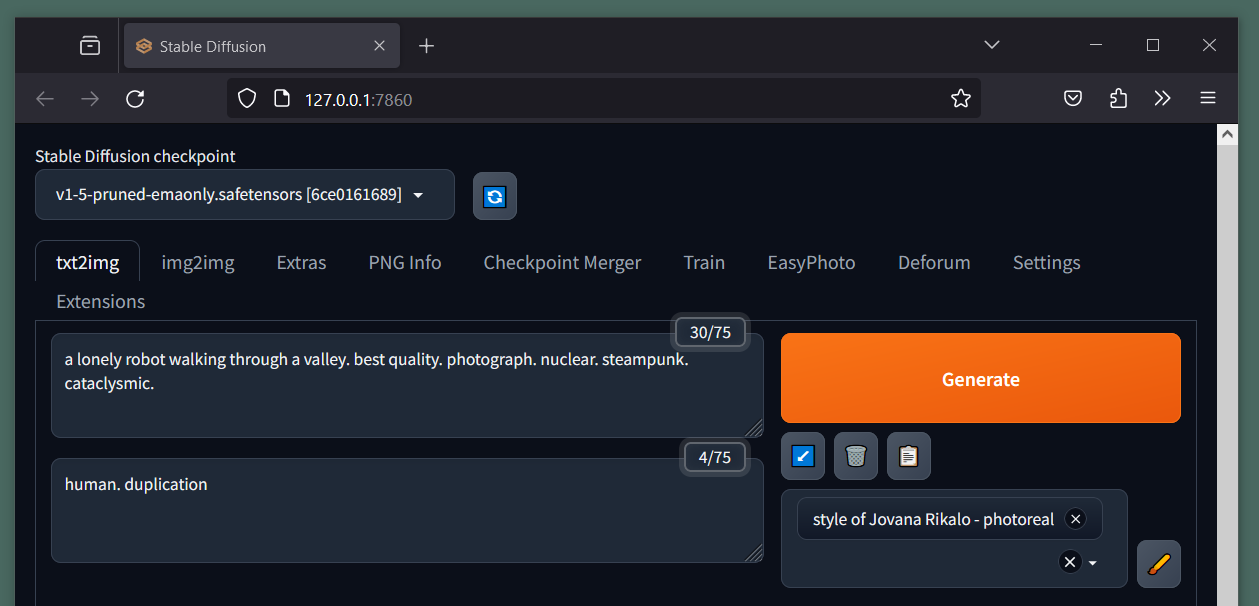 Stable Diffusion
127.0.0.1:7860
Stable Diffusion checkpoint
v1-5-pruned-emaonly.safetensors [6ce0161689]
txt2img img2img Extras PNG Info Checkpoint Merger Train EasyPhoto Deforum Settings
Extensions
30/75
a lonely robot walking through a valley. best quality. photograph. nuclear. steampunk.
cataclysmic.
Generate
4/75
human. duplication
style of Jovana Rikalo - photoreal